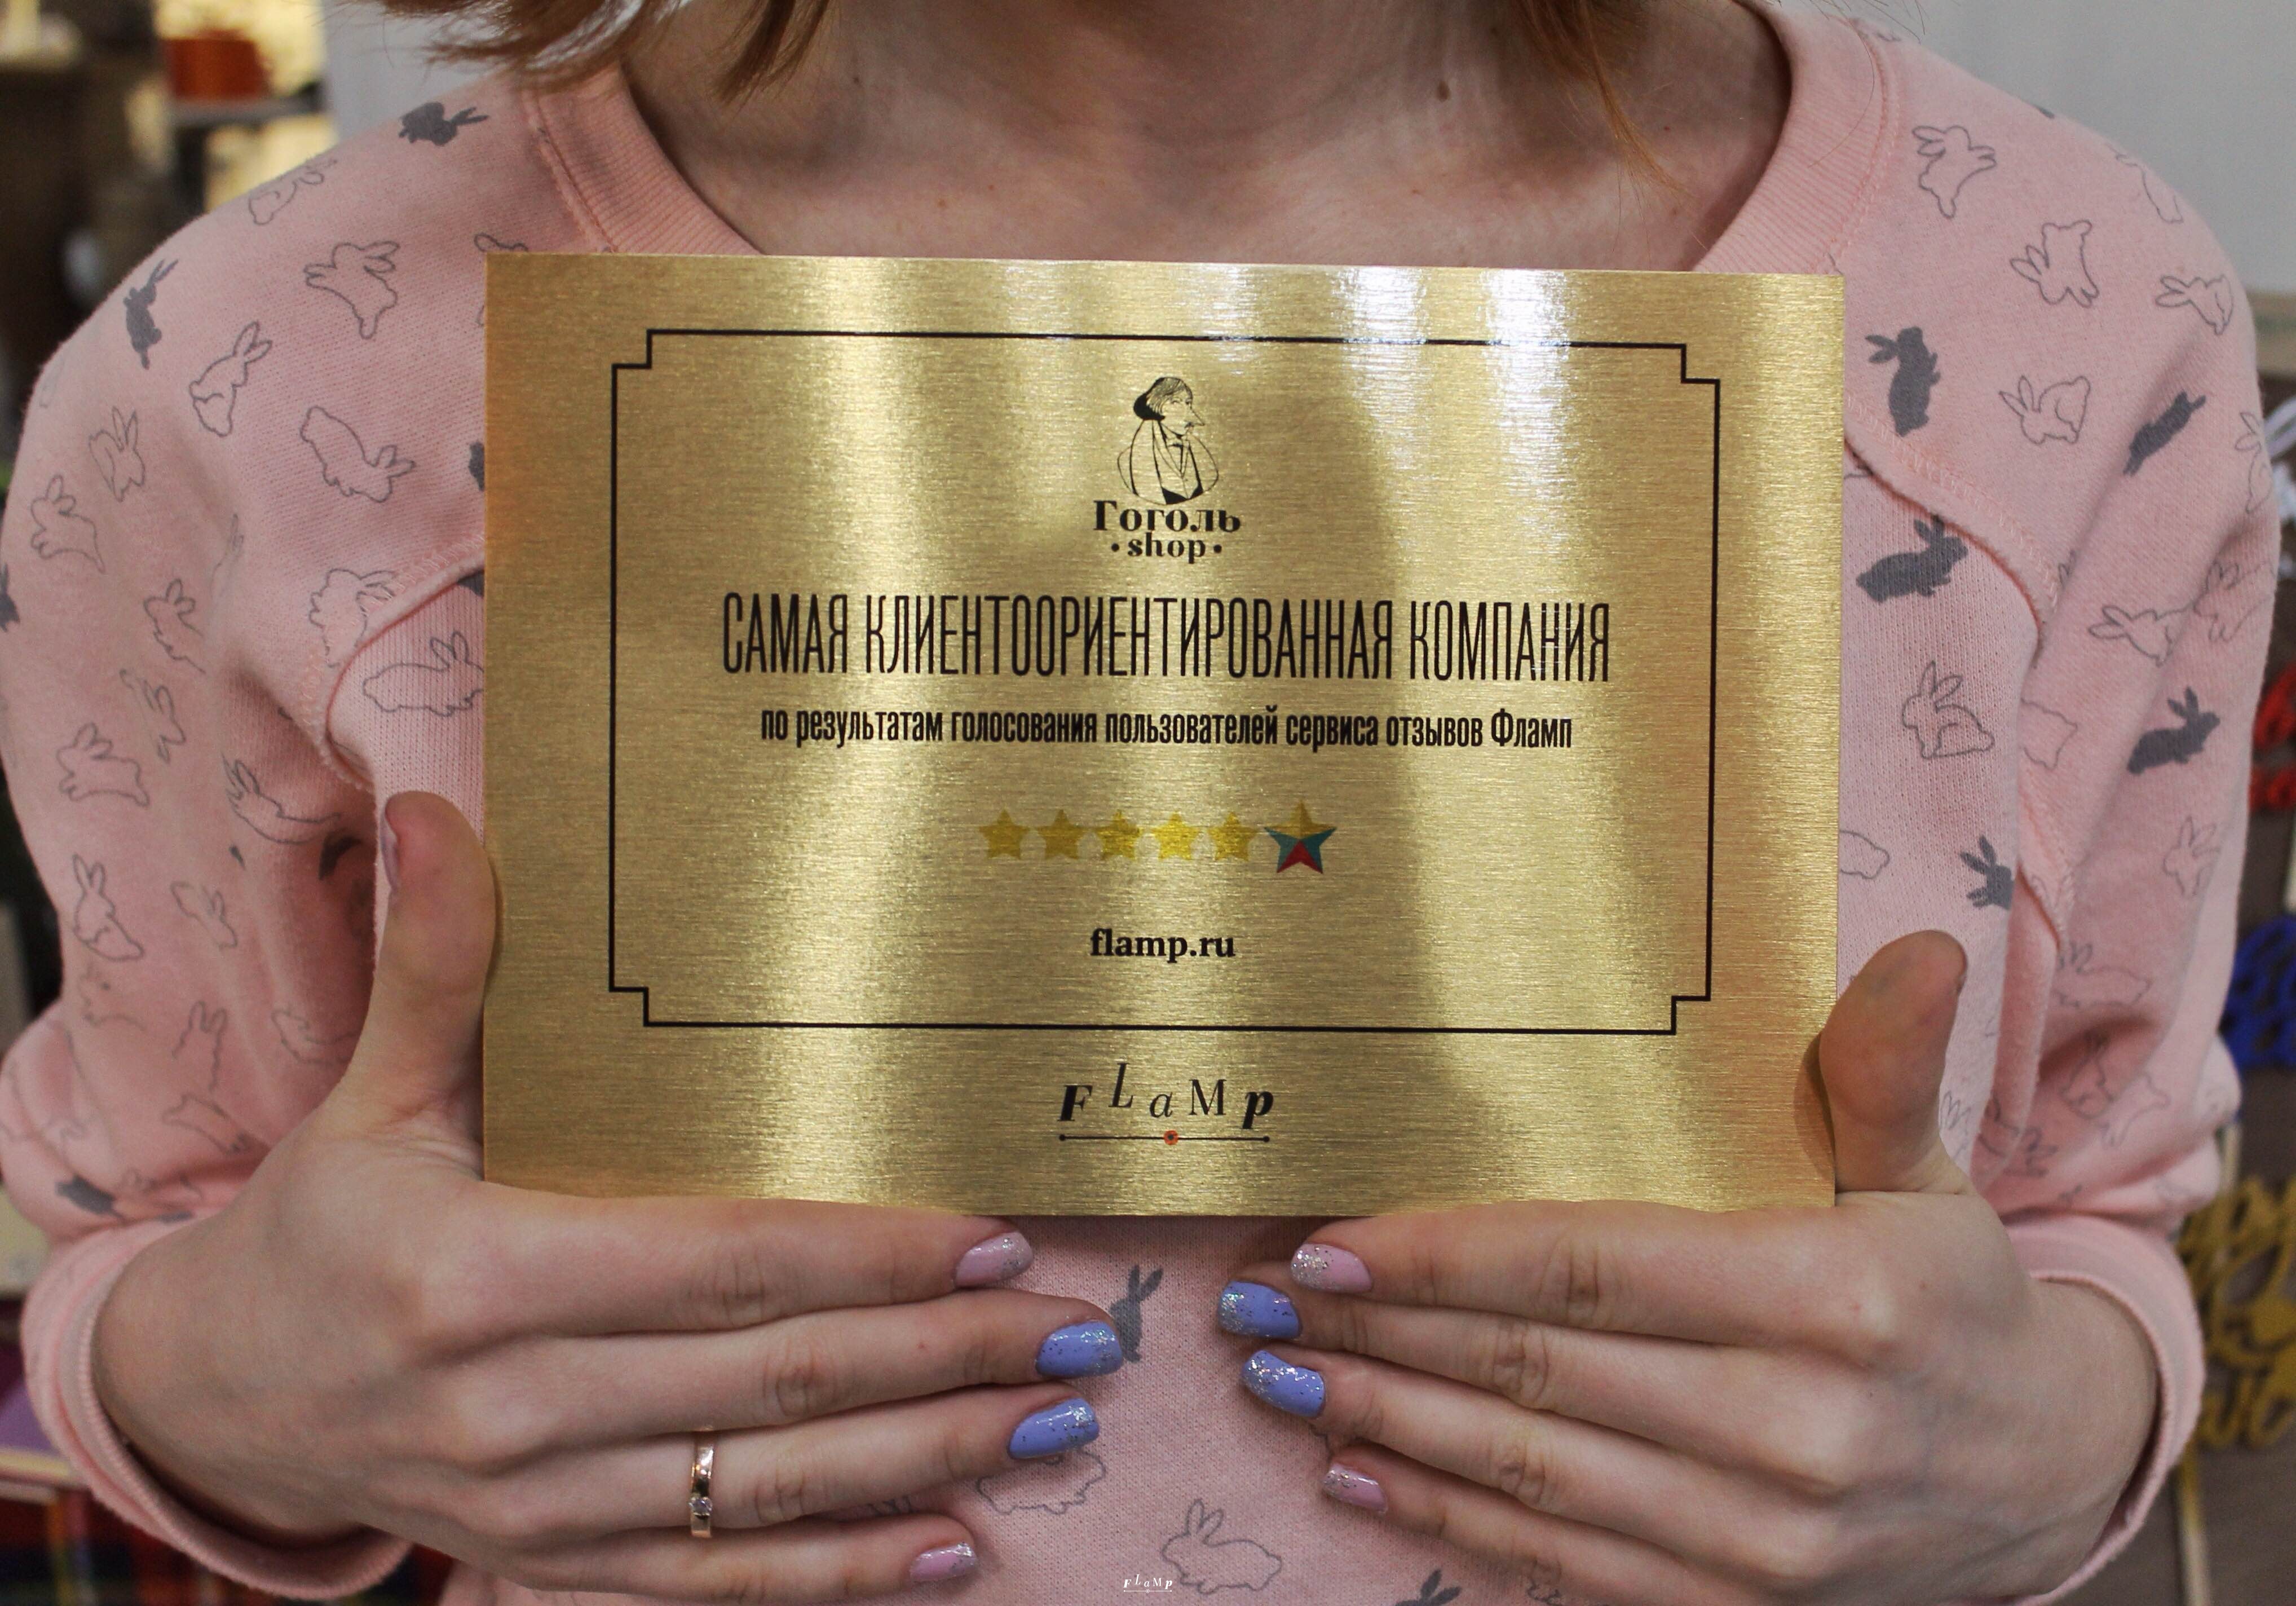 Гоголь
• shop •
САМАЯ КЛИЕНТООРИЕНТИРОВАННАЯ КОМПАНИЯ
по результатам голосования пользователей сервиса отзывов Фламп
flamp.ru
FLaMp
FLaMp